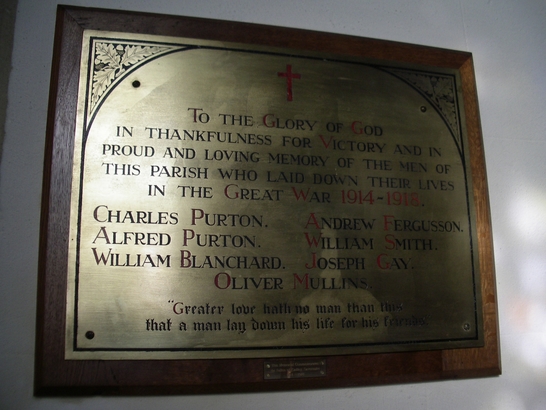 To the Glory of God
in thankfulness for Victory and in
proud and loving memory of the men of
this parish who laid down their lives
in the Great War 1914-1918.
Charles Purton. Andrew Fergusson.
Alfred Purton. William Smith.
William Blanchard. Joseph Gay.
Oliver Mullins.
"Greater love hath no man than this
that a man lay down his life for his friends."